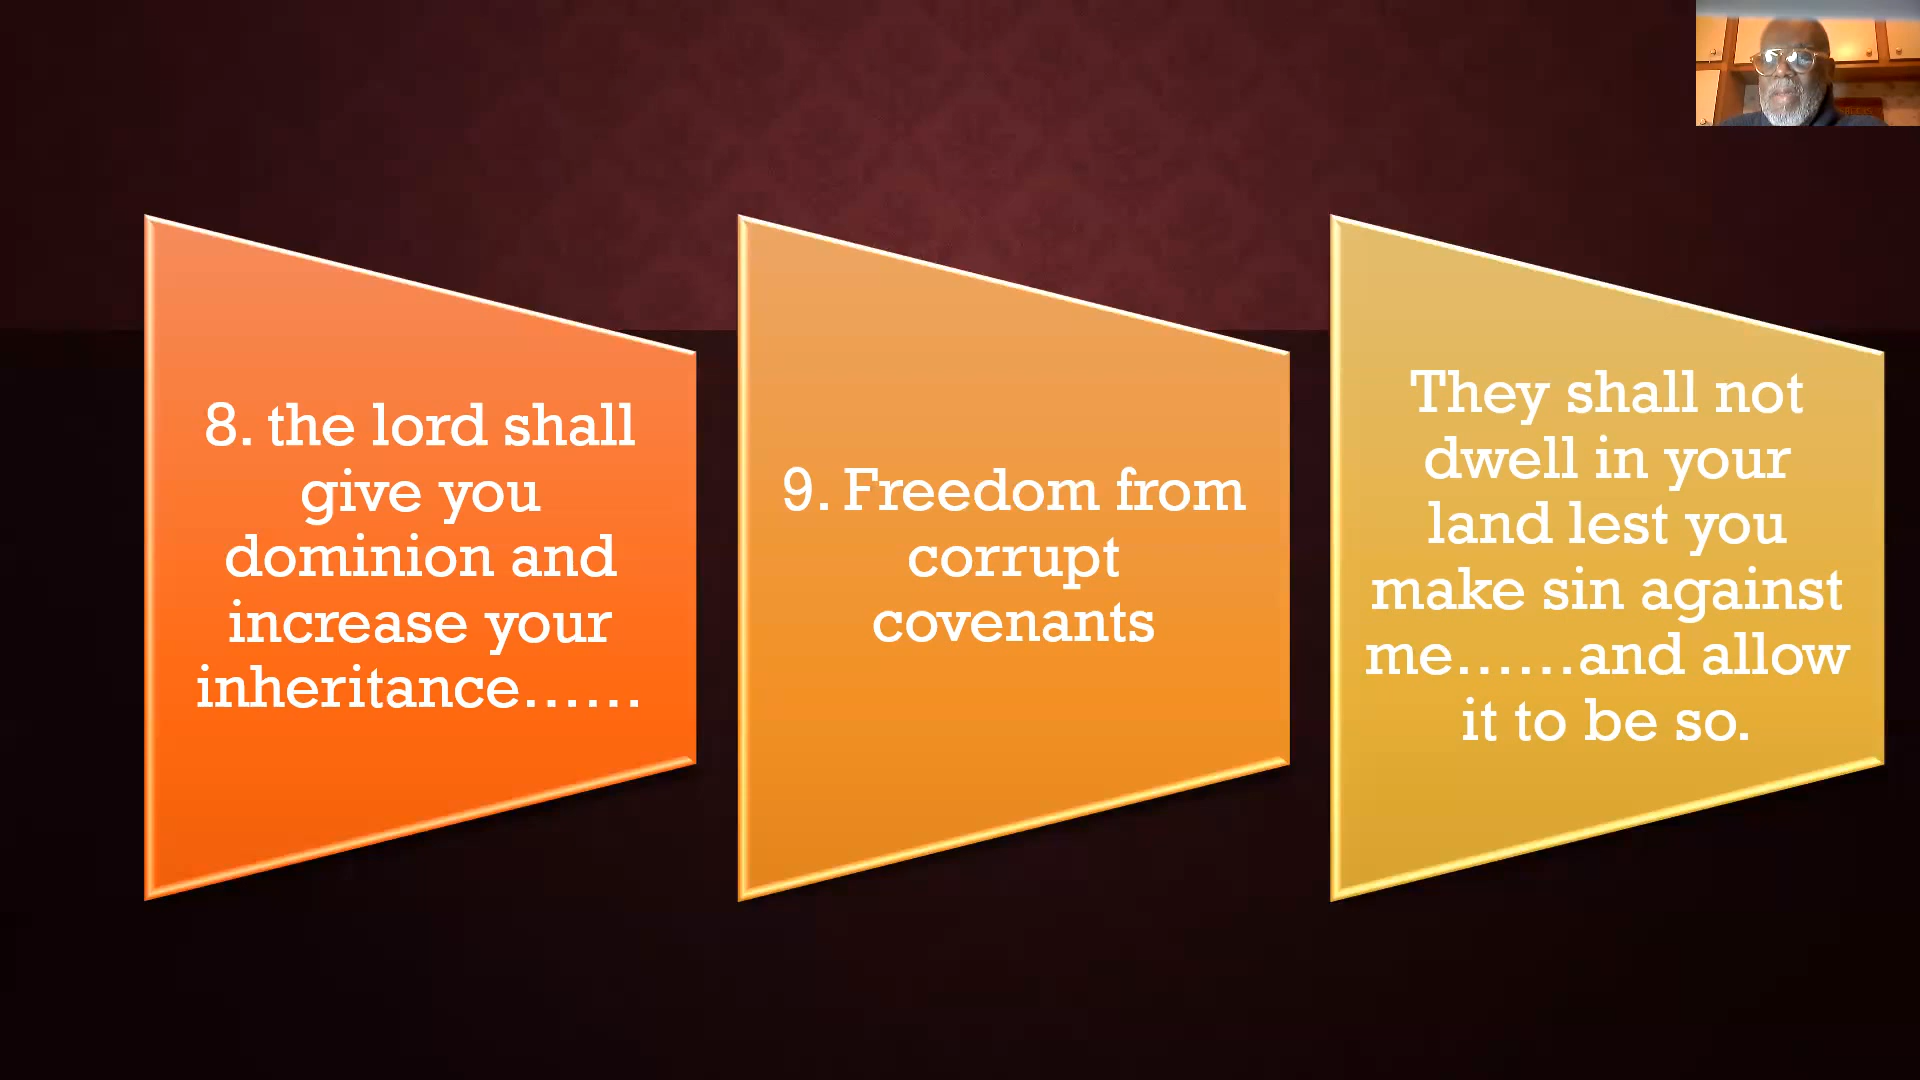 8. the lord shall
give you
dominion and
increase your
inheritance……
9. Freedom from
corrupt
covenants
They shall not
dwell in your
land lest you
make sin against
me……and allow
it to be so.